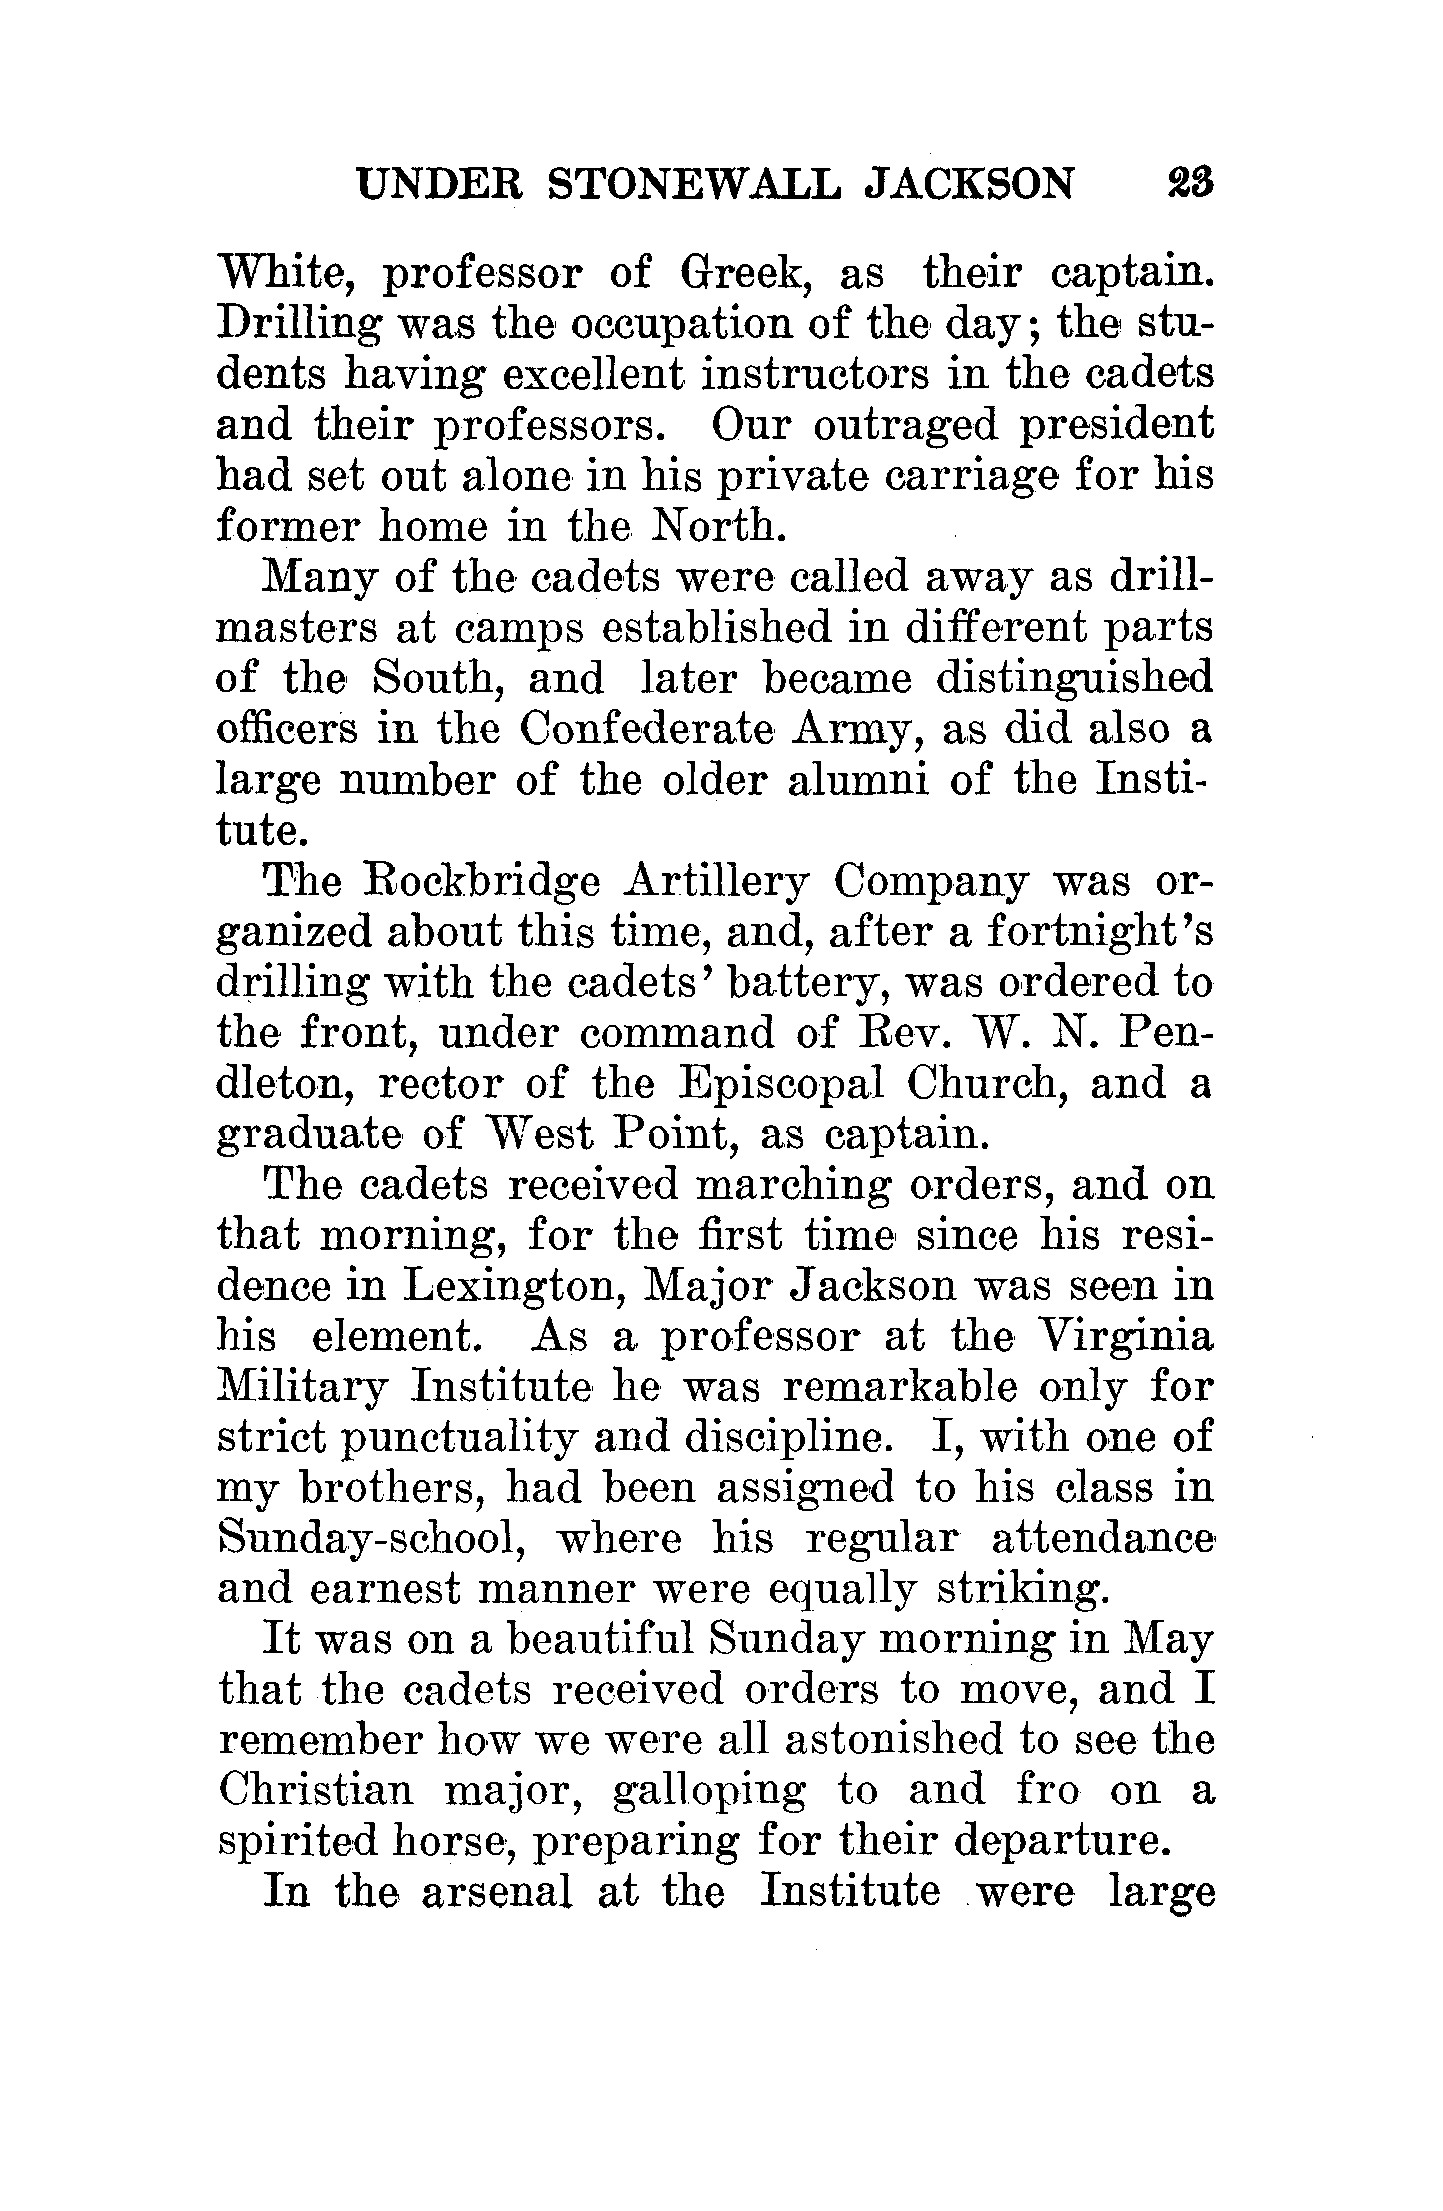 UNDER STONEWALL JACKSON 23
White, professor of Greek, as their captain.
Drilling was the occupation of the day; the stu-
dents having excellent instructors in the cadets
and their professors. Our outraged president
had set out alone in his private carriage for his
former home in the North.
Many of the cadets were called away as drill-
masters at camps established in different parts
of the South, and later became distinguished
officers in the Confederate Army, as did also a
large number of the older alumni of the Insti-
tute.
The Rockbridge Artillery Company was or-
ganized about this time, and, after a fortnight's
drilling with the cadets' battery, was ordered to
the front, under command of Rev. W. N. Pen-
dleton, rector of the Episcopal Church, and a
graduate of West Point, as captain.
The cadets received marching orders, and on
that morning, for the first time since his resi-
dence in Lexington, Major Jackson was seen in
his element. As a professor at the Virginia
Military Institute he was remarkable only for
strict punctuality and discipline. I, with one of
my brothers, had been assigned to his class in
Sunday-school, where his regular attendance
and earnest manner were equally striking.
It was on a beautiful Sunday morning in May
that the cadets received orders to move, and I
remember how we were all astonished to see the
Christian major, galloping to and fro on a
spirited horse, preparing for their departure.
In the arsenal at the Institute were large